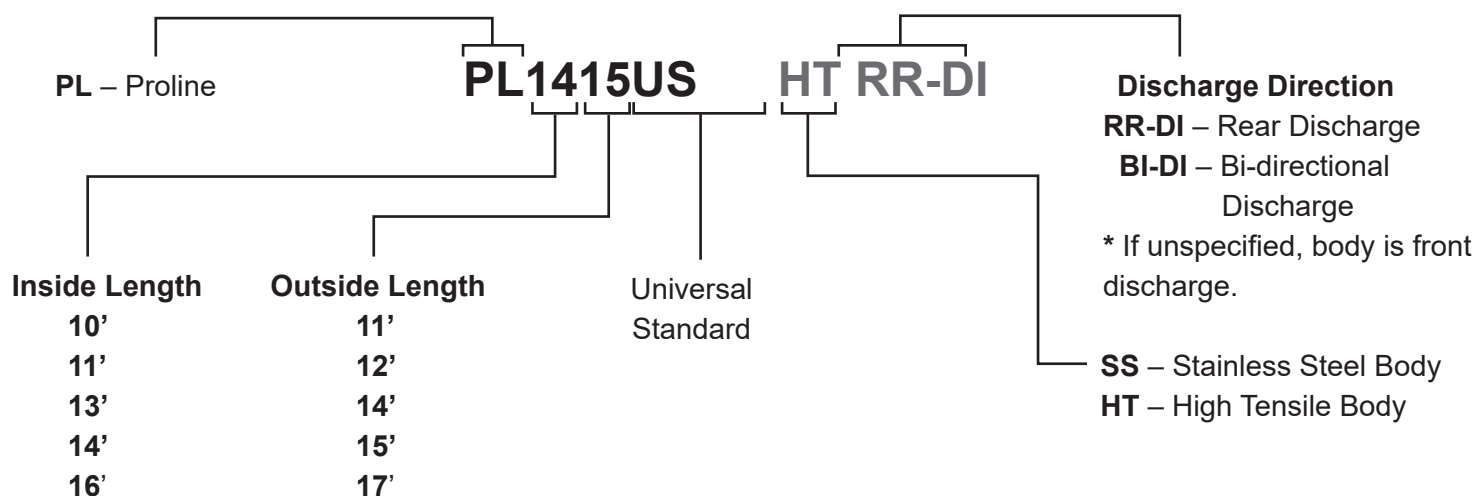 PL – Proline
PL1415US HT RR-DI
Discharge Direction
RR-DI – Rear Discharge
BI-DI – Bi-directional
Discharge
* If unspecified, body is front
discharge.
Inside Length
10’
11’
13’
14’
16’
Outside Length
11’
12’
14’
15’
17’
Universal
Standard
SS – Stainless Steel Body
HT – High Tensile Body